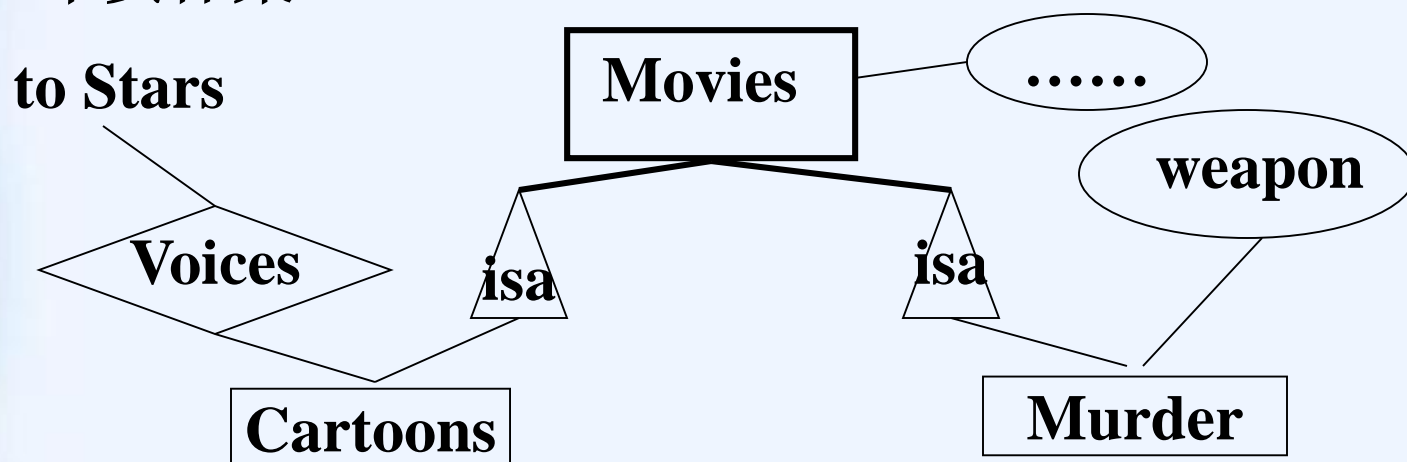 to Stars
Movies
......
weapon
Voices
isa
isa
Cartoons
Murder